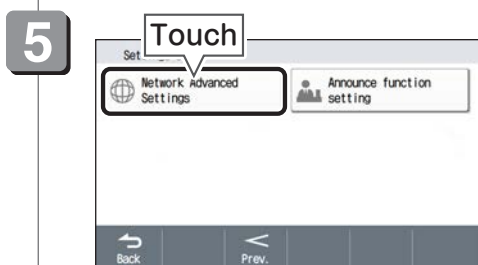 5
Touch
Set
Network Advanced
Settings
Announce function
setting
Back
Prev.